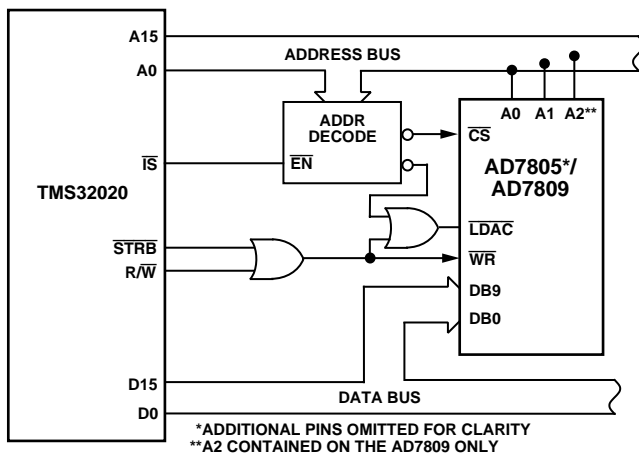 A15
ADDRESS BUS
A0
ADDR
DECODE
A0 A1 A2**
CS
IS
EN
AD7805*/
AD7809
TMS32020
LDAC
STRB
WR
R/W
DB9
DB0
D15
DATA BUS
D0
*ADDITIONAL PINS OMITTED FOR CLARITY
**A2 CONTAINED ON THE AD7809 ONLY